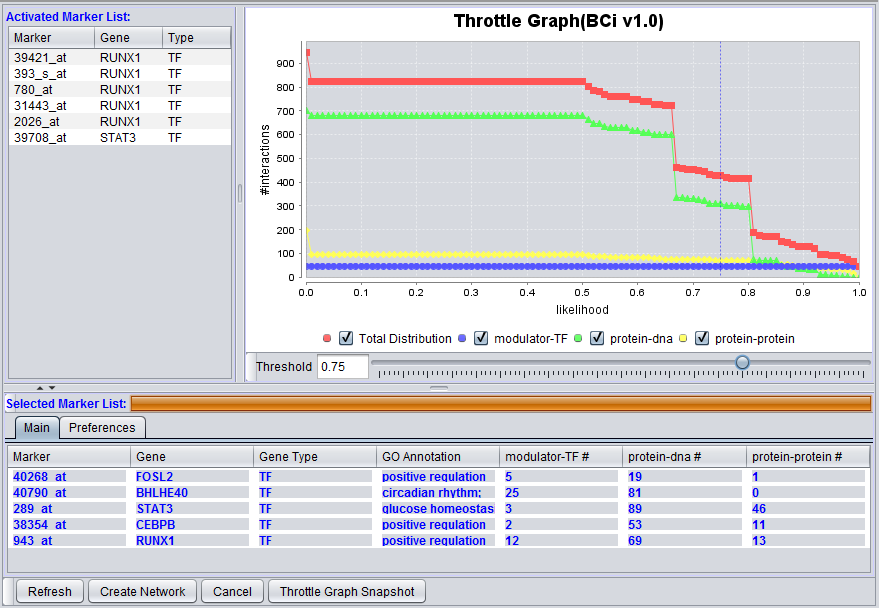 Activated Marker List:
Marker Gene Type
39421_at RUNX1 TF
393_s_at RUNX1 TF
780_at RUNX1 TF
31443_at RUNX1 TF
2026_at RUNX1 TF
39708_at STAT3 TF
Throttle Graph(BCi v1.0)
#interactions
900
800
700
600
500
400
300
200
100
0
0.0 0.1 0.2 0.3 0.4 0.5 0.6 0.7 0.8 0.9 1.0
likelihood
Total Distribution modulator-TF protein-dna protein-protein
Threshold 0.75
Selected Marker List:
Main Preferences
Marker Gene Gene Type GO Annotation modulator-TF # protein-dna # protein-protein #
40268_at FOSL2 TF positive regulation 5 19 1
40790_at BHLHE40 TF circadian rhythm; 25 81 0
289_at STAT3 TF glucose homeostas 3 89 46
38354_at CEBPB TF positive regulation 2 53 11
943_at RUNX1 TF positive regulation 12 69 13
Refresh Create Network Cancel Throttle Graph Snapshot